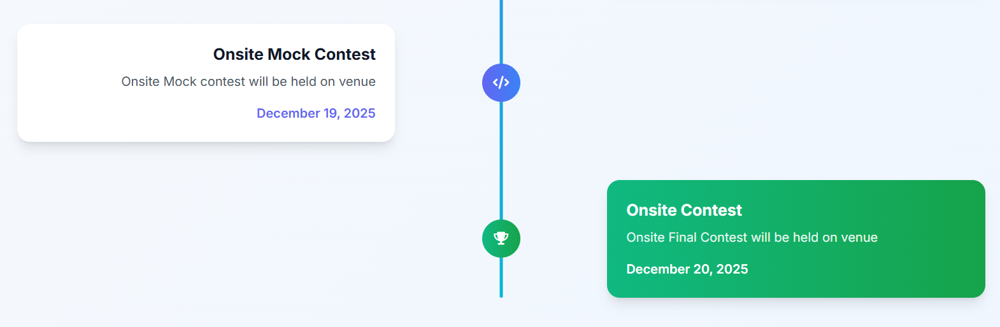 Onsite Mock Contest
Onsite Mock contest will be held on venue
December 19, 2025
Onsite Contest
Onsite Final Contest will be held on venue
December 20, 2025